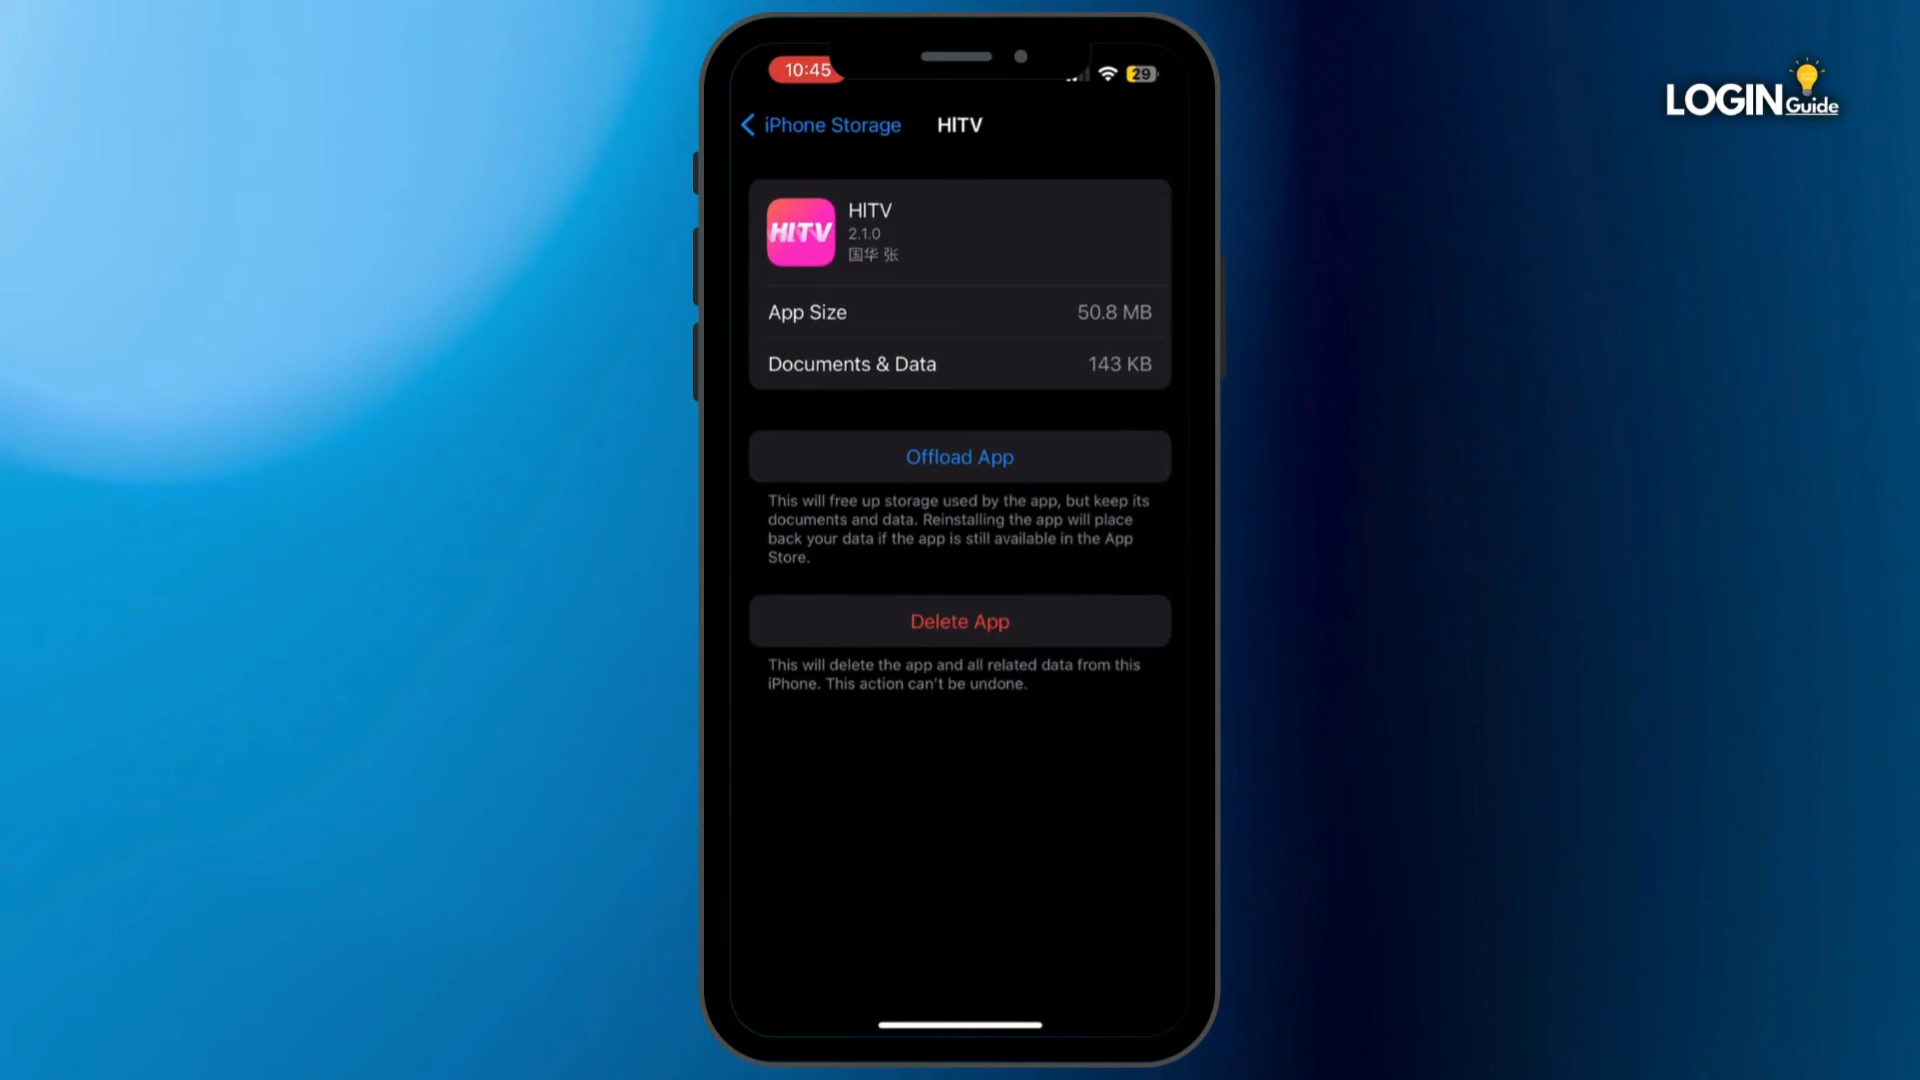 10:45
29
LOGIN Guide
iPhone Storage
HITV
HITV
HITV
2.1.0
国华 张
App Size
50.8 MB
Documents & Data
143 KB
Offload App
This will free up storage used by the app, but keep its
documents and data. Reinstalling the app will place
back your data if the app is still available in the App
Store.
Delete App
This will delete the app and all related data from this
iPhone. This action can't be undone.